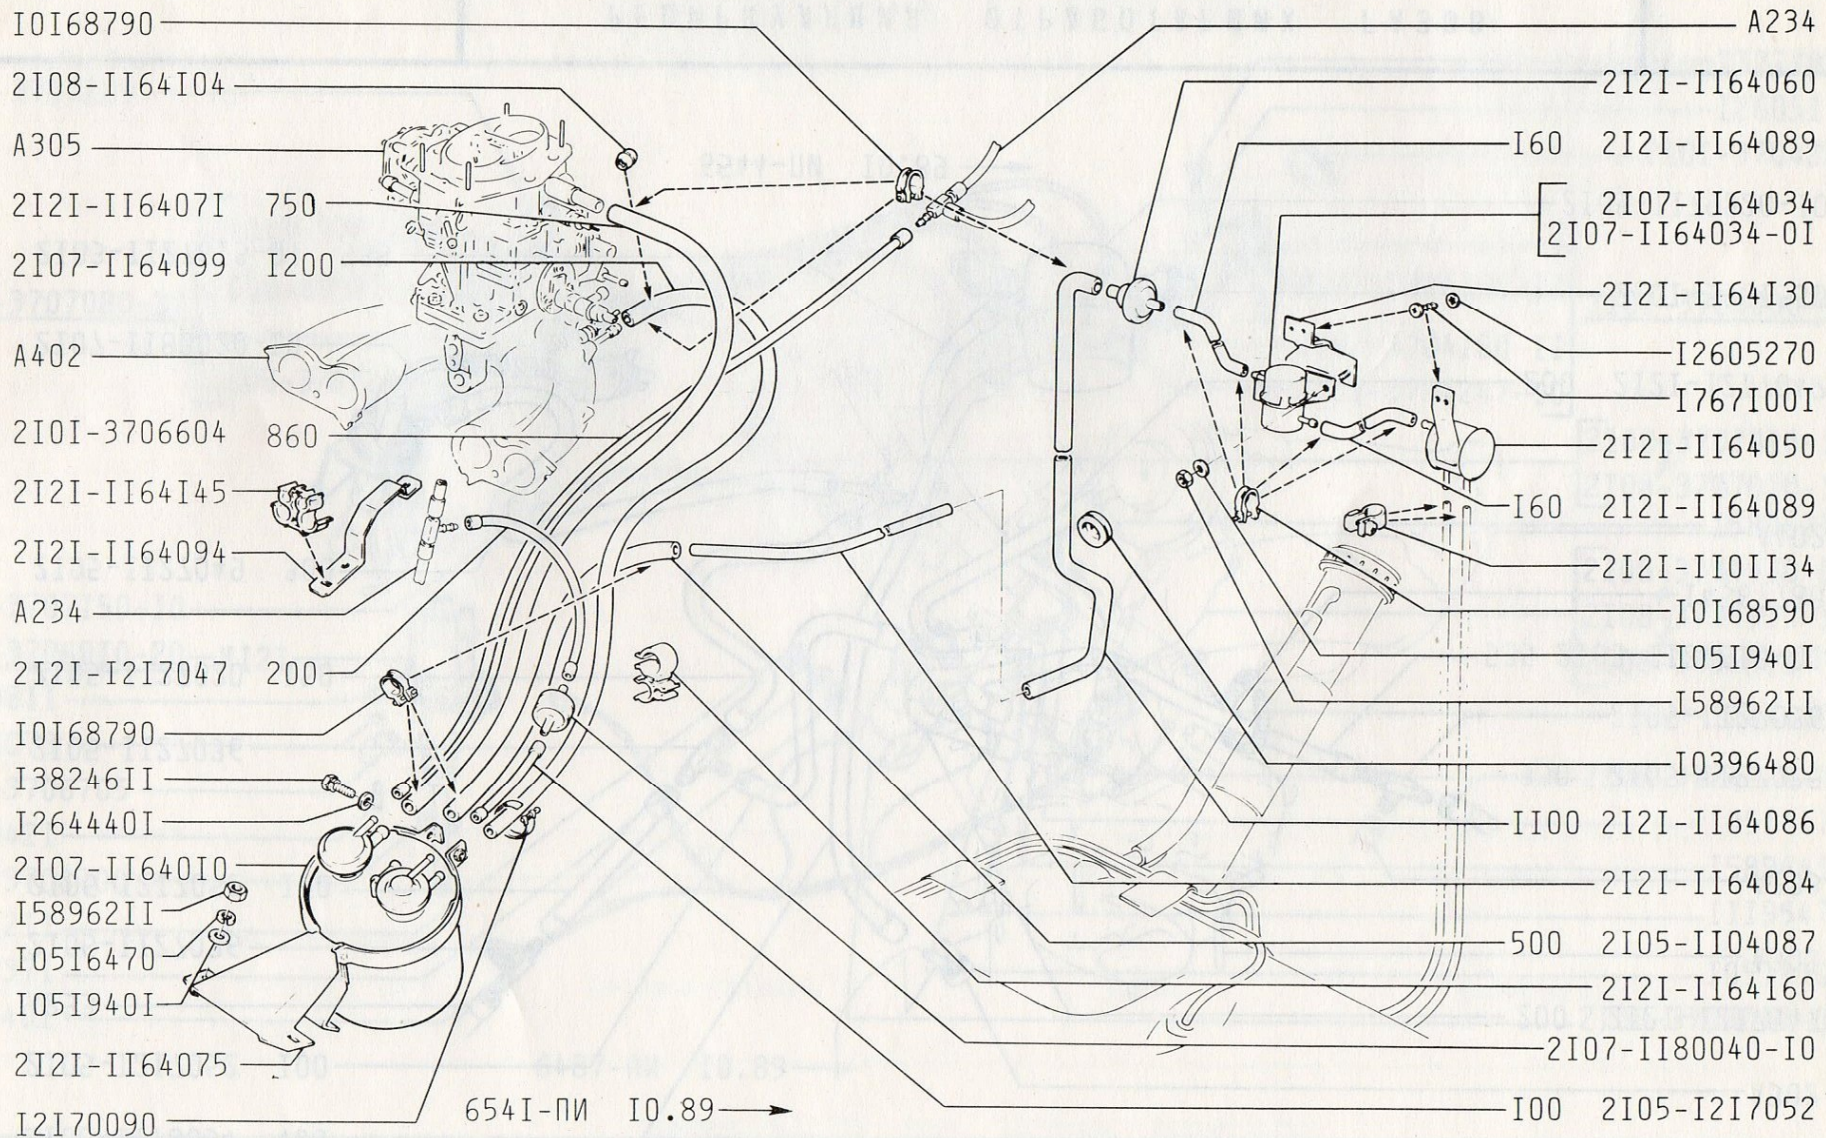 I0I68790
2I08-II64I04
A305
2I2I-II6407I 750
2I07-II64099 I200
A402
2I0I-3706604 860
2I2I-II64I45
2I2I-II64094
A234
2I2I-I2I7047 200
I0I68790
I38246II
I264440I
2I07-II640I0
I58962II
I05I6470
I05I940I
2I2I-II64075
I2I70090
654I-ПИ I0.89
A234
2I2I-II64060
I60 2I2I-II64089
2I07-II64034
2I07-II64034-0I
2I2I-II64I30
I2605270
I767I00I
2I2I-II64050
I60 2I2I-II64089
2I2I-II0II34
I0I68590
I05I940I
I58962II
I0396480
II00 2I2I-II64086
2I2I-II64084
500 2I05-II04087
2I2I-II64I60
2I07-II80040-I0
I00 2I05-I2I7052